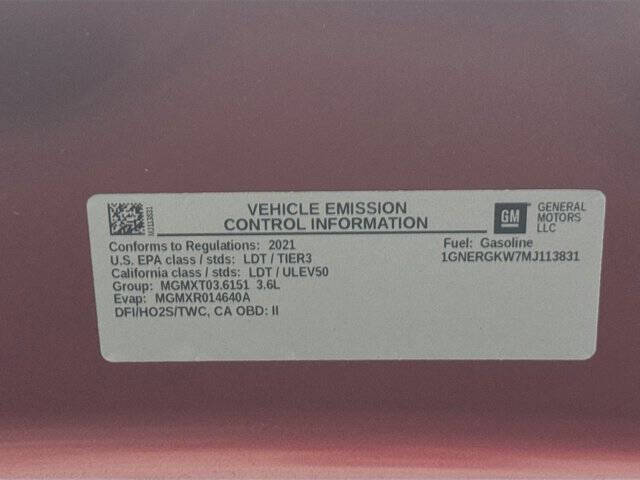 MJ113831
VEHICLE EMISSION
CONTROL INFORMATION
GM
GENERAL
MOTORS
LLC
Conforms to Regulations: 2021
U.S. EPA class / stds: LDT / TIER3
California class / stds: LDT / ULEV50
Group: MGMXT03.6151 3.6L
Evap: MGMXR014640A
DFI/HO2S/TWC, CA OBD: II
Fuel: Gasoline
1GNERGKW7MJ113831